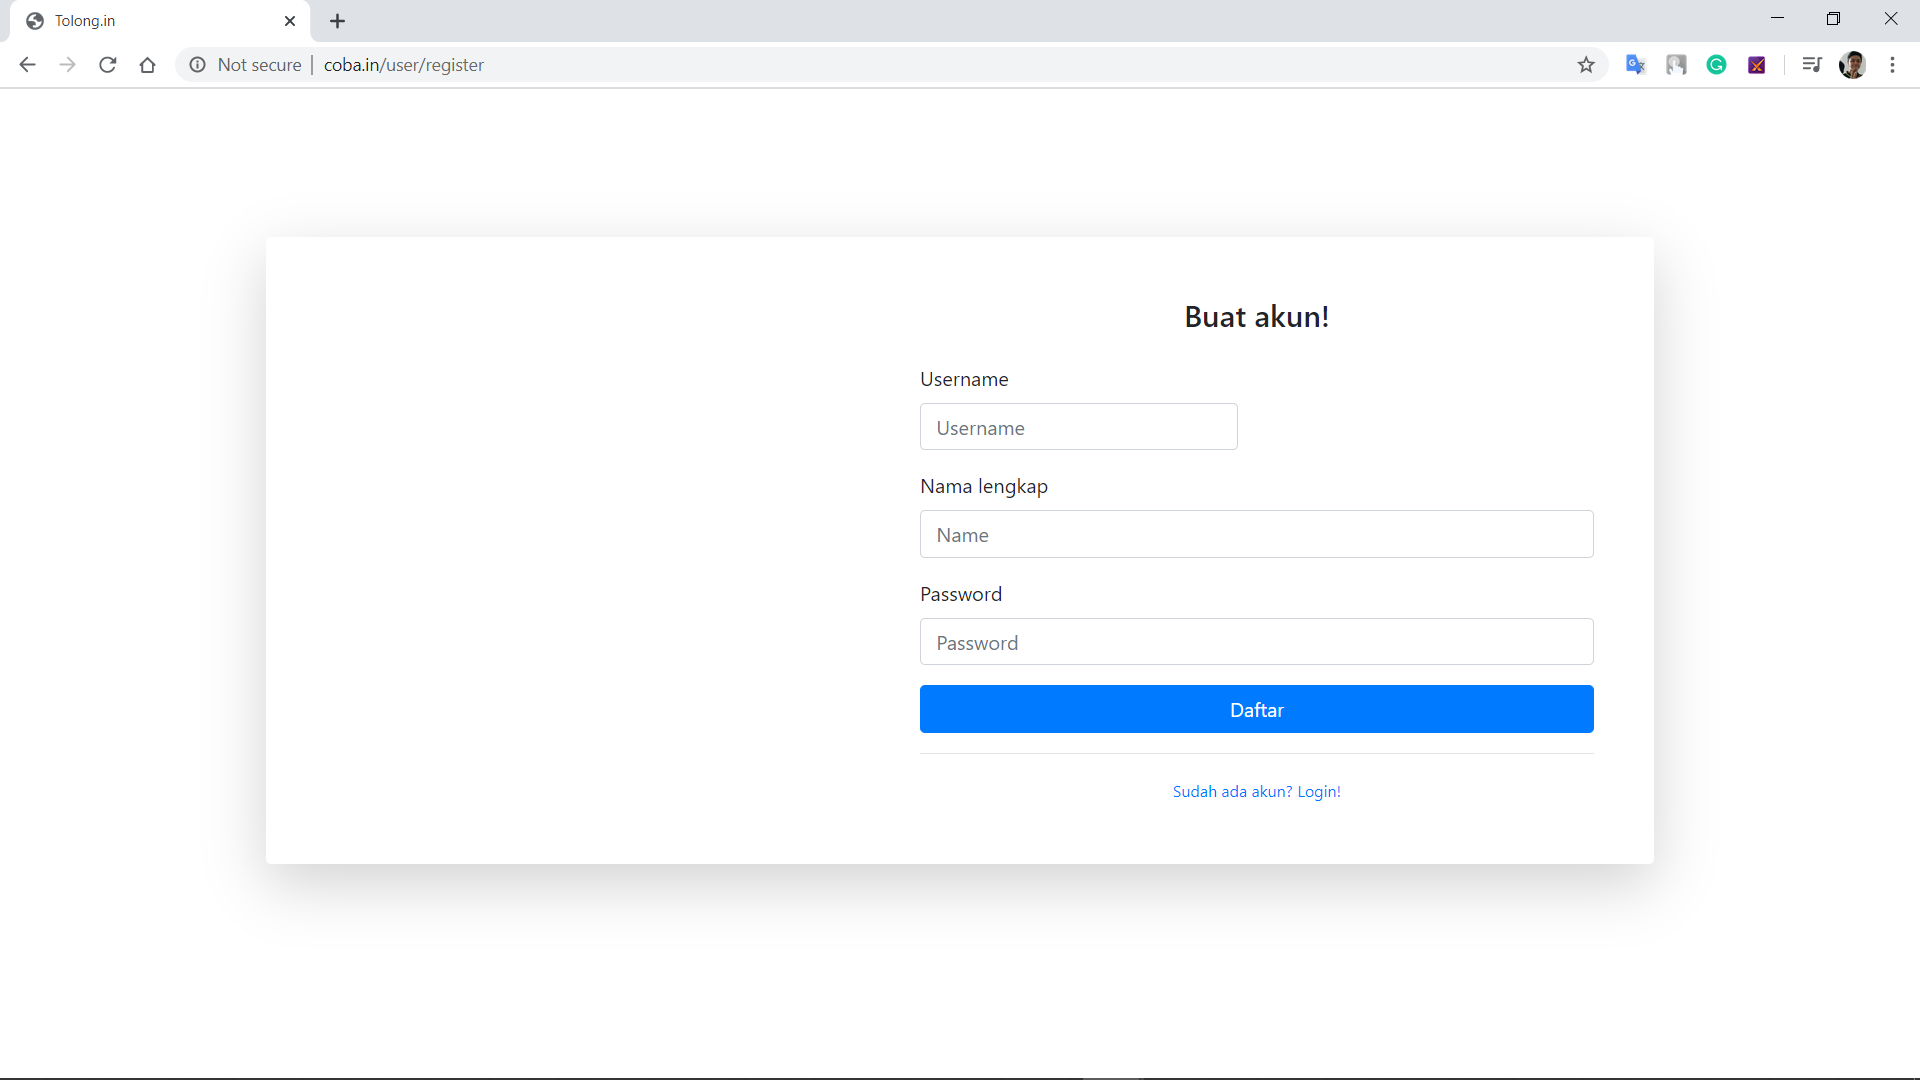 Tolong.in
Not secure | coba.in/user/register
Buat akun!
Username
Username
Nama lengkap
Name
Password
Password
Daftar
Sudah ada akun? Login!